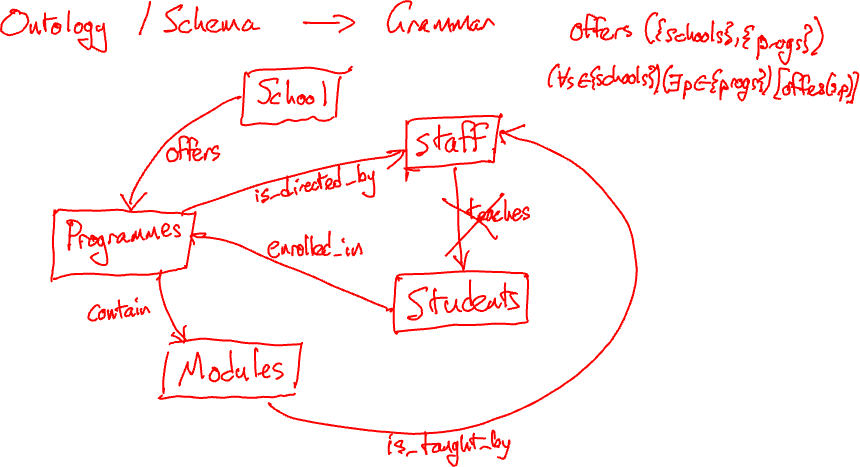 Ontology / Schema → Grammar
offers ({schools},{progs})
(∀s∈{schools})(∃p∈{progs})[offers(s,p)]
School
offers
staff
is_directed_by
teaches
Programmes
enrolled_in
Students
contain
Modules
is_taught_by